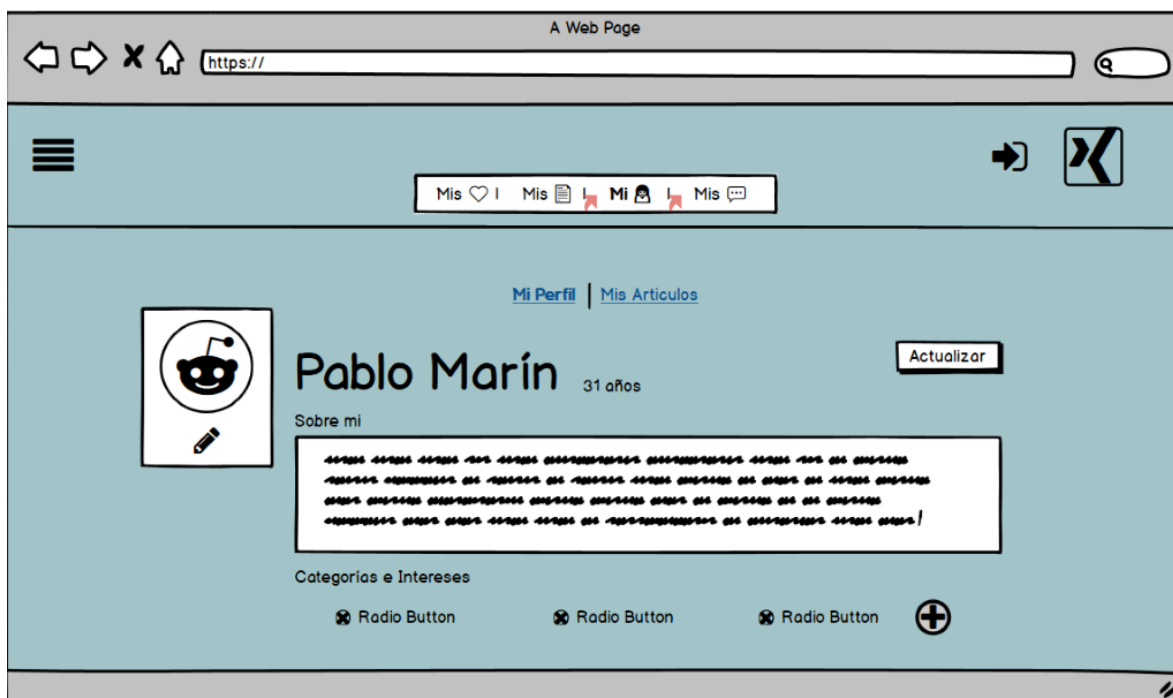 A Web Page
https://
Mis | Mis | Mi | Mis
Mi Perfil | Mis Articulos
Actualizar
Pablo Marín 31 años
Sobre mi
Categorías e Intereses
Radio Button Radio Button Radio Button